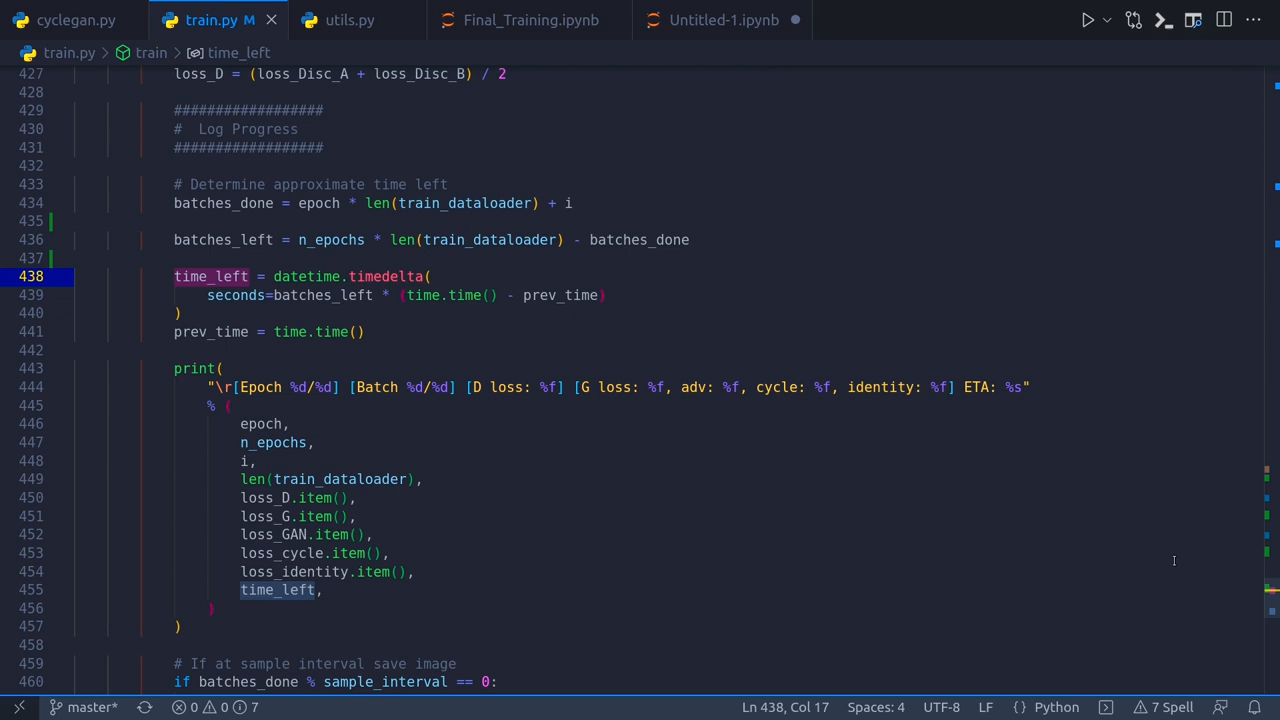 cyclegan.py train.py M utils.py Final_Training.ipynb Untitled-1.ipynb
train.py train time_left
427 loss_D = (loss_Disc_A + loss_Disc_B) / 2
428
429 ##################
430 #  Log Progress
431 ##################
432
433 # Determine approximate time left
434 batches_done = epoch * len(train_dataloader) + i
435
436 batches_left = n_epochs * len(train_dataloader) - batches_done
437
438 time_left = datetime.timedelta(
439 seconds=batches_left * (time.time() - prev_time)
440 )
441 prev_time = time.time()
442
443 print(
444 "\r[Epoch %d/%d] [Batch %d/%d] [D loss: %f] [G loss: %f, adv: %f, cycle: %f, identity: %f] ETA: %s"
445 % (
446 epoch,
447 n_epochs,
448 i,
449 len(train_dataloader),
450 loss_D.item(),
451 loss_G.item(),
452 loss_GAN.item(),
453 loss_cycle.item(),
454 loss_identity.item(),
455 time_left,
456 )
457 )
458
459 # If at sample interval save image
460 if batches_done % sample_interval == 0:
master* 0 0 7 Ln 438, Col 17 Spaces: 4 UTF-8 LF {} Python 7 Spell